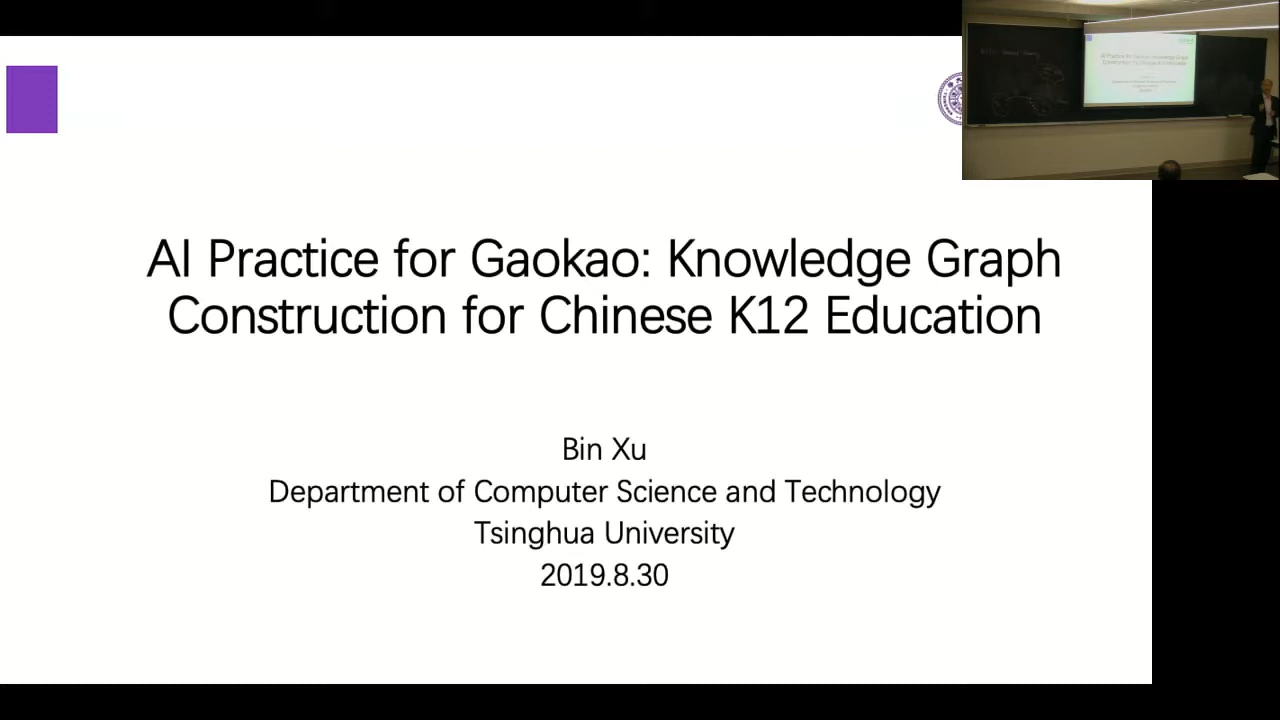 AI Practice for Gaokao: Knowledge Graph
Construction for Chinese K12 Education
Bin Xu
Department of Computer Science and Technology
Tsinghua University
2019.8.30